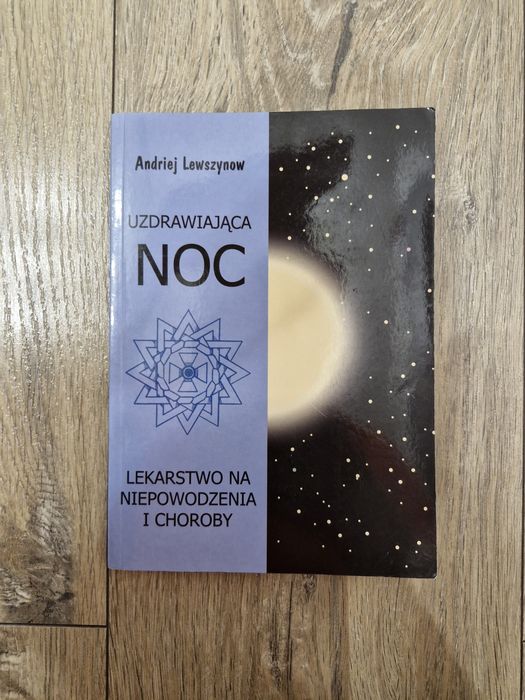 Andriej Lewszynow
UZDRAWIAJĄCA
NOC
LEKARSTWO NA
NIEPOWODZENIA
I CHOROBY